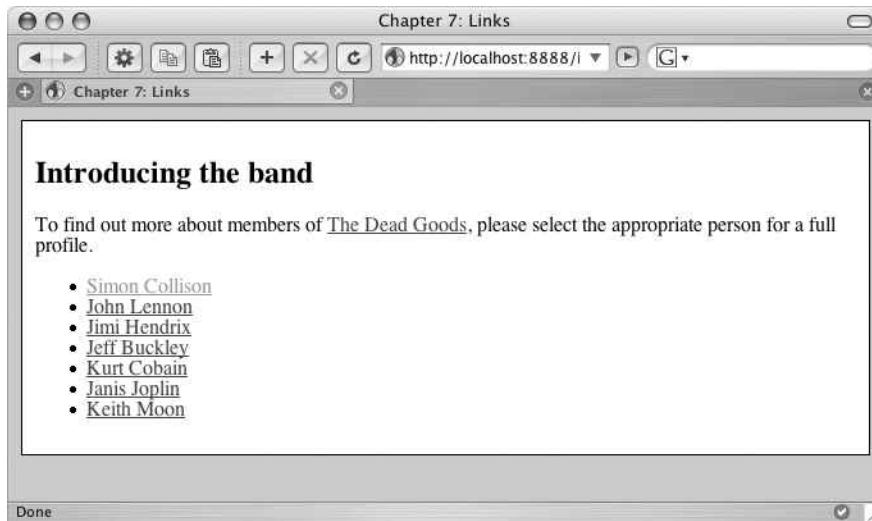 Chapter 7: Links
http://localhost:8888/i
G
Chapter 7: Links
Introducing the band
To find out more about members of The Dead Goods, please select the appropriate person for a full
profile.
Simon Collison
John Lennon
Jimi Hendrix
Jeff Buckley
Kurt Cobain
Janis Joplin
Keith Moon
Done